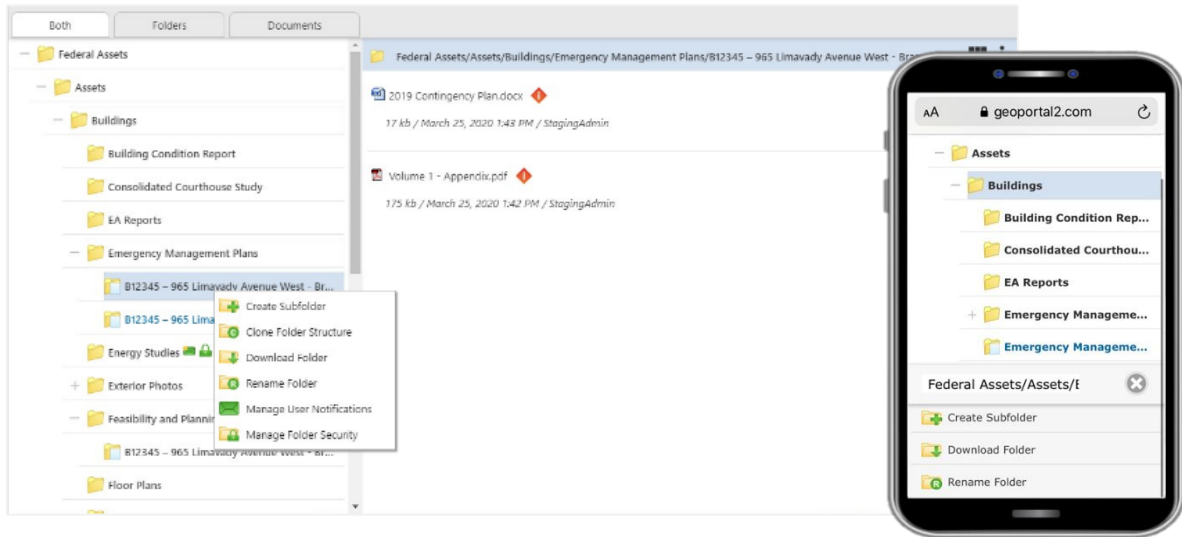 Both
Folders
Documents
Federal Assets
Assets
Buildings
Building Condition Report
Consolidated Courthouse Study
EA Reports
Emergency Management Plans
B12345 – 965 Limavady Avenue West - Br...
B12345 – 965 Lima
Energy Studies
Exterior Photos
Feasibility and Plannin
B12345 – 965 Limavady Avenue West - Br...
Floor Plans
Create Subfolder
Clone Folder Structure
Download Folder
Rename Folder
Manage User Notifications
Manage Folder Security
Federal Assets/Assets/Buildings/Emergency Management Plans/B12345 – 965 Limavady Avenue West - Bra
2019 Contingency Plan.docx
17 kb / March 25, 2020 1:43 PM / StagingAdmin
Volume 1 - Appendix.pdf
175 kb / March 25, 2020 1:42 PM / StagingAdmin
AA
geoportal2.com
Assets
Buildings
Building Condition Rep...
Consolidated Courthou...
EA Reports
Emergency Manageme...
Emergency Manageme...
Federal Assets/Assets/E
Create Subfolder
Download Folder
Rename Folder